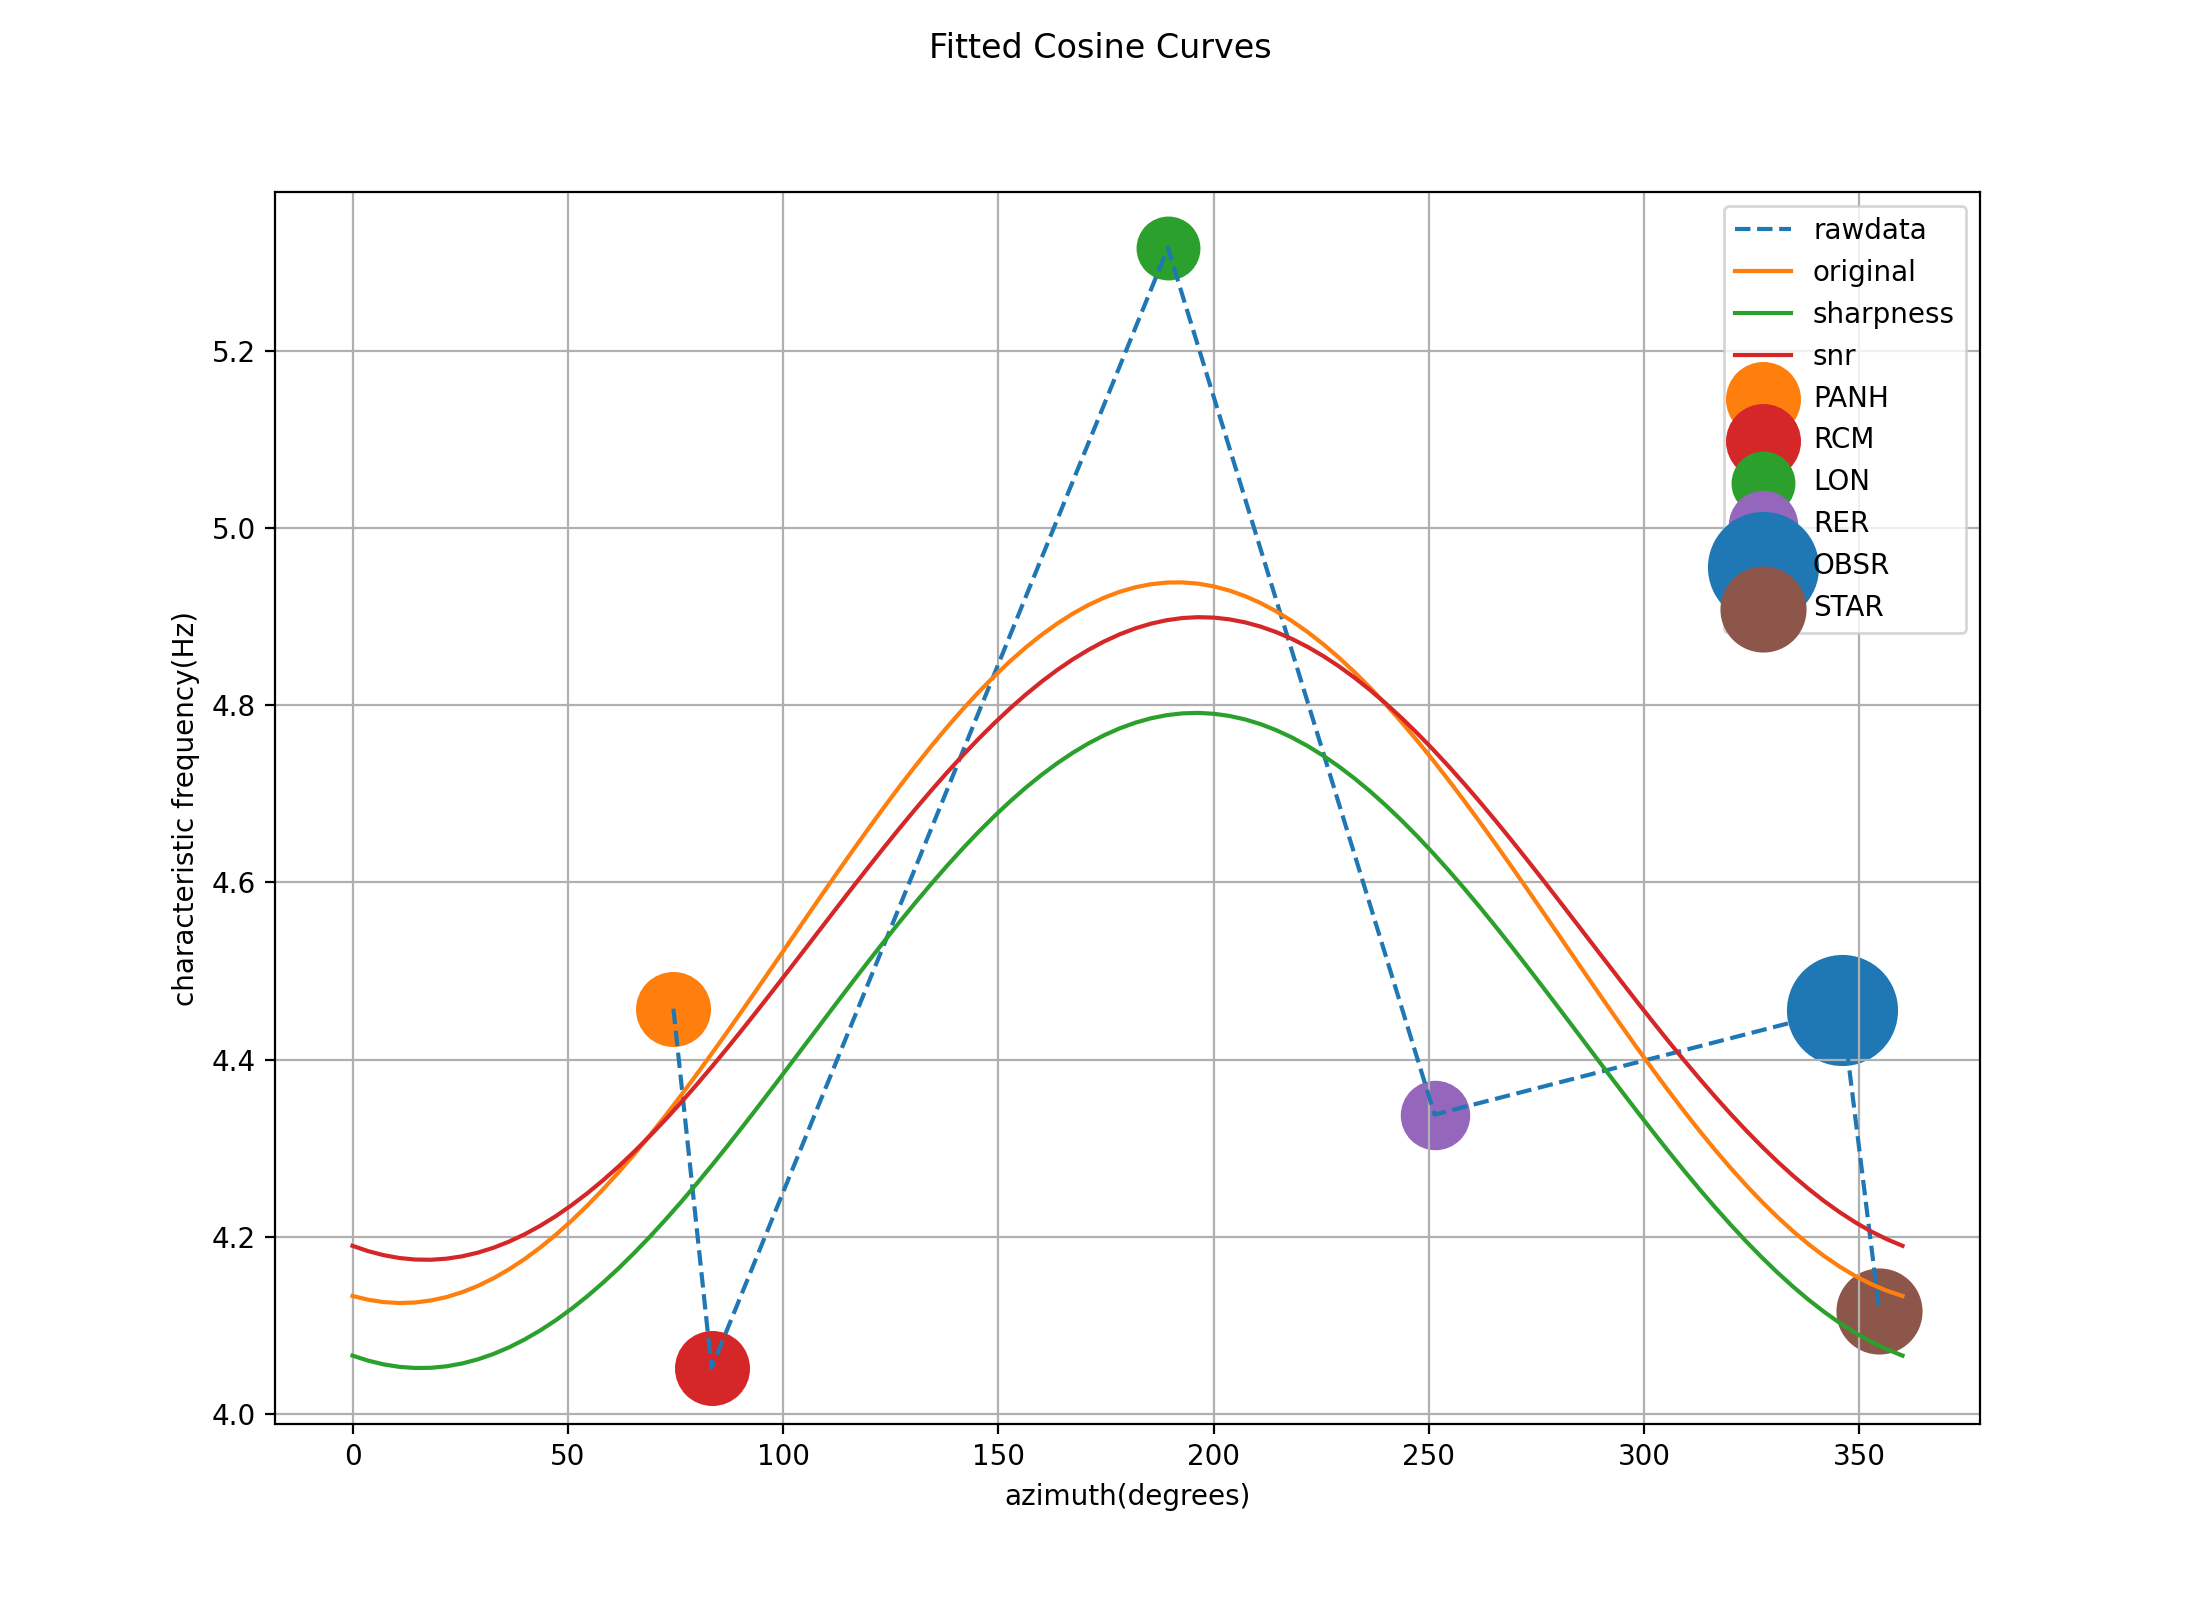 Fitted Cosine Curves
rawdata
original
sharpness
snr
PANH
RCM
LON
RER
OBSR
STAR
characteristic frequency(Hz)
5.2
5.0
4.8
4.6
4.4
4.2
4.0
0 50 100 150 200 250 300 350
azimuth(degrees)